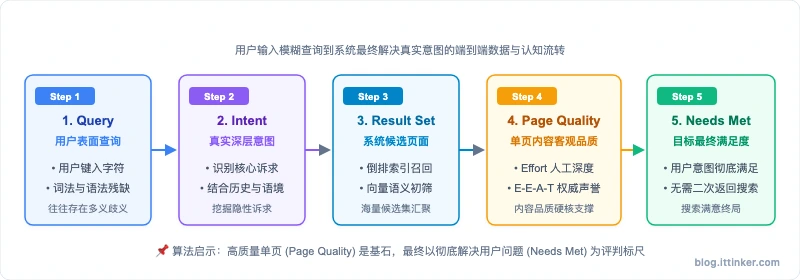 用户输入模糊查询到系统最终解决真实意图的端到端数据与认知流转
Step 1
1. Query
用户表面查询
• 用户键入字符
• 词法与语法残缺
往往存在多义歧义
Step 2
2. Intent
真实深层意图
• 识别核心诉求
• 结合历史与语境
挖掘隐性诉求
Step 3
3. Result Set
系统候选页面
• 倒排索引召回
• 向量语义初筛
海量候选集汇聚
Step 4
4. Page Quality
单页内容客观品质
• Effort 人工深度
• E-E-A-T 权威声誉
内容品质硬核支撑
Step 5
5. Needs Met
目标最终满足度
• 用户意图彻底满足
• 无需二次返回搜索
搜索满意终局
📌 算法启示：高质量单页 (Page Quality) 是基石，最终以彻底解决用户问题 (Needs Met) 为评判标尺
blog.ittinker.com